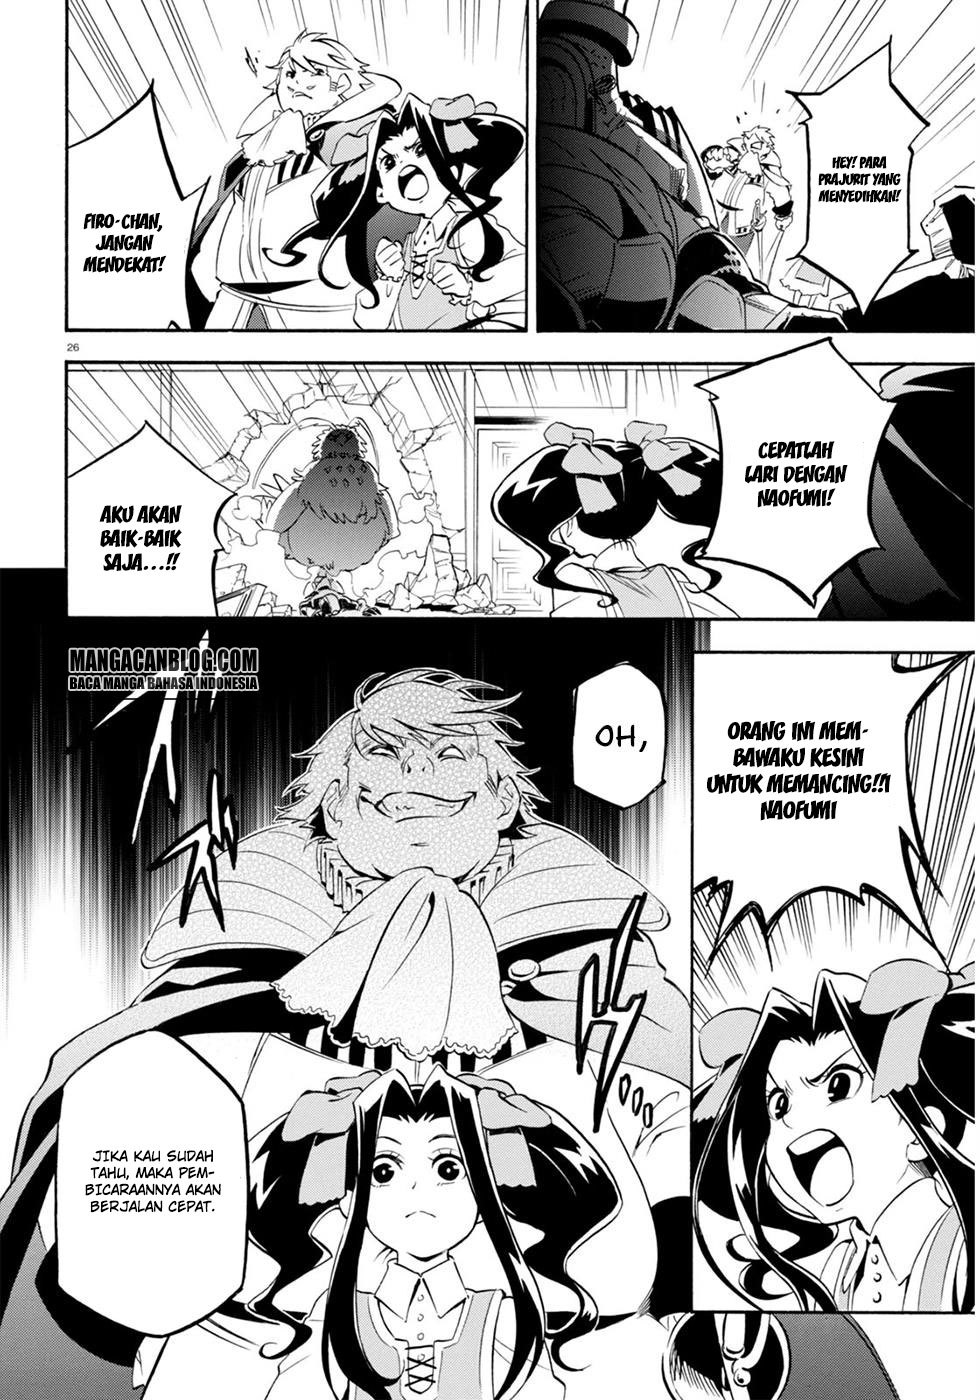 HEY! PARA
PRAJURIT YANG
MENYEDIHKAN!
FIRO-CHAN,
JANGAN
MENDEKAT!
26
CEPATLAH
LARI DENGAN
NAOFUMI!
AKU AKAN
BAIK-BAIK
SAJA...!!
MANGACANBLOG.COM
BACA MANGA BAHASA INDONESIA
ORANG INI MEM-
BAWAKU KESINI
UNTUK MEMANCING!!1
NAOFUMI
OH,
JIKA KAU SUDAH
TAHU, MAKA PEM-
BICARAANNYA AKAN
BERJALAN CEPAT.